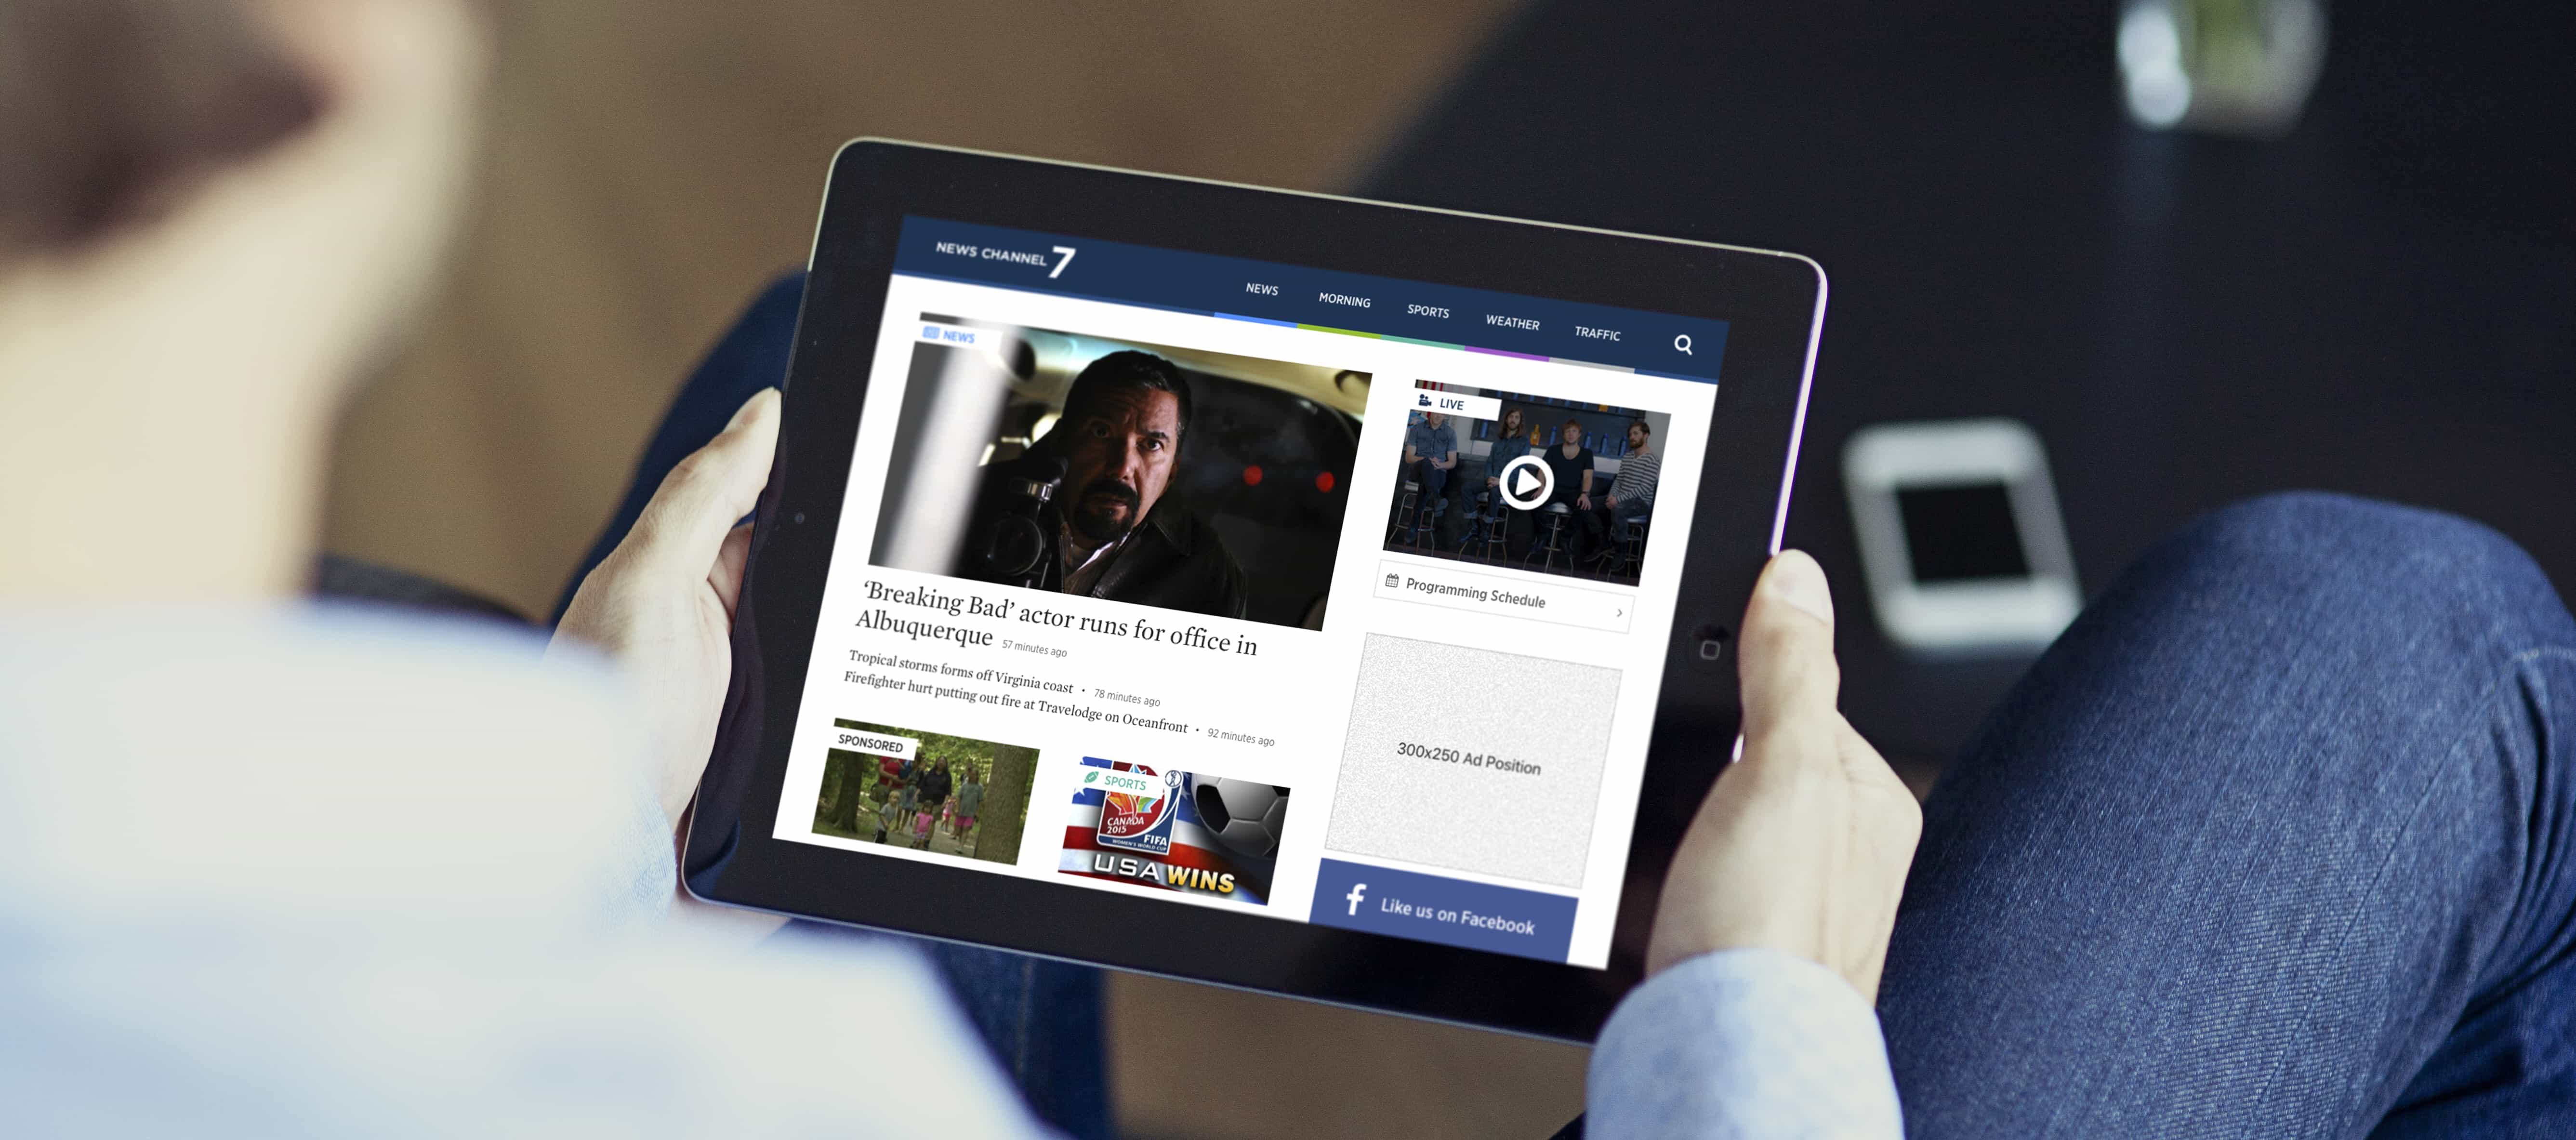 NEWS CHANNEL 7
NEWS
MORNING
SPORTS
WEATHER
TRAFFIC
NEWS
LIVE
Programming Schedule
‘Breaking Bad’ actor runs for office in
Albuquerque 57 minutes ago
Tropical storms forms off Virginia coast • 78 minutes ago
Firefighter hurt putting out fire at Travelodge on Oceanfront • 92 minutes ago
300x250 Ad Position
SPONSORED
SPORTS
CANADA
2015
FIFA
WOMEN'S WORLD CUP
USA WINS
f Like us on Facebook